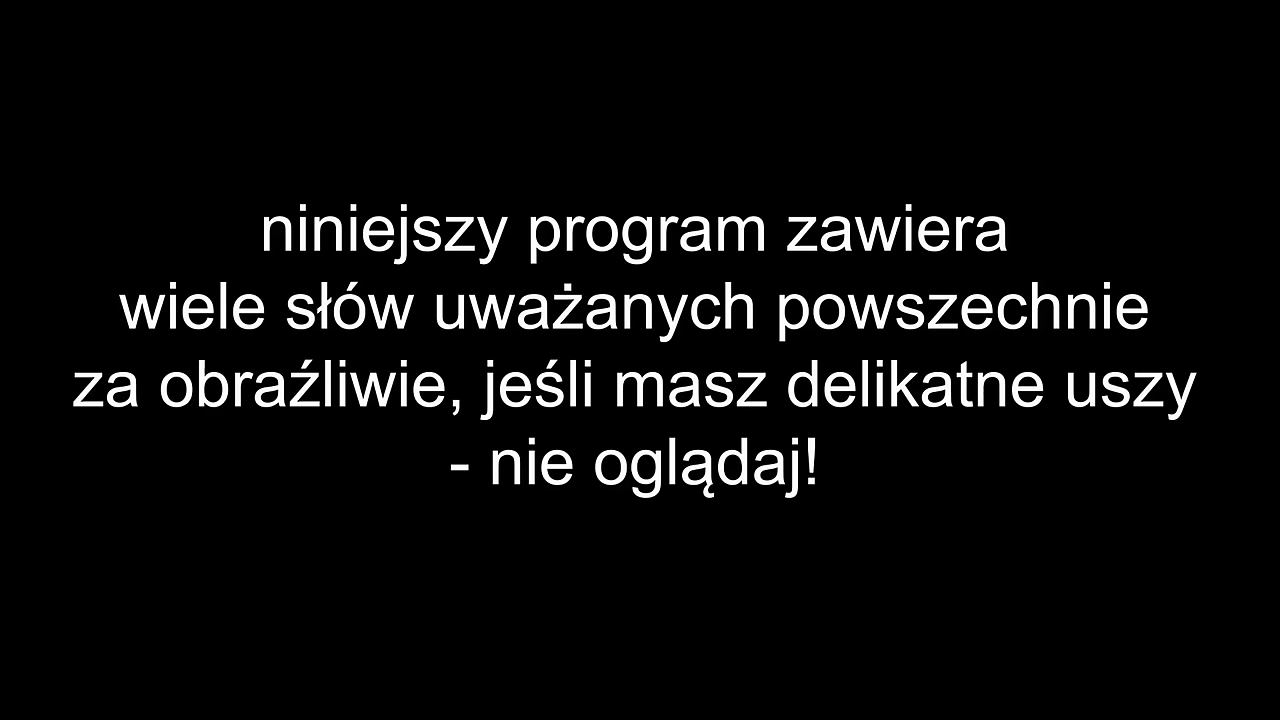 niniejszy program zawiera
wiele słów uważanych powszechnie
za obraźliwie, jeśli masz delikatne uszy
- nie oglądaj!